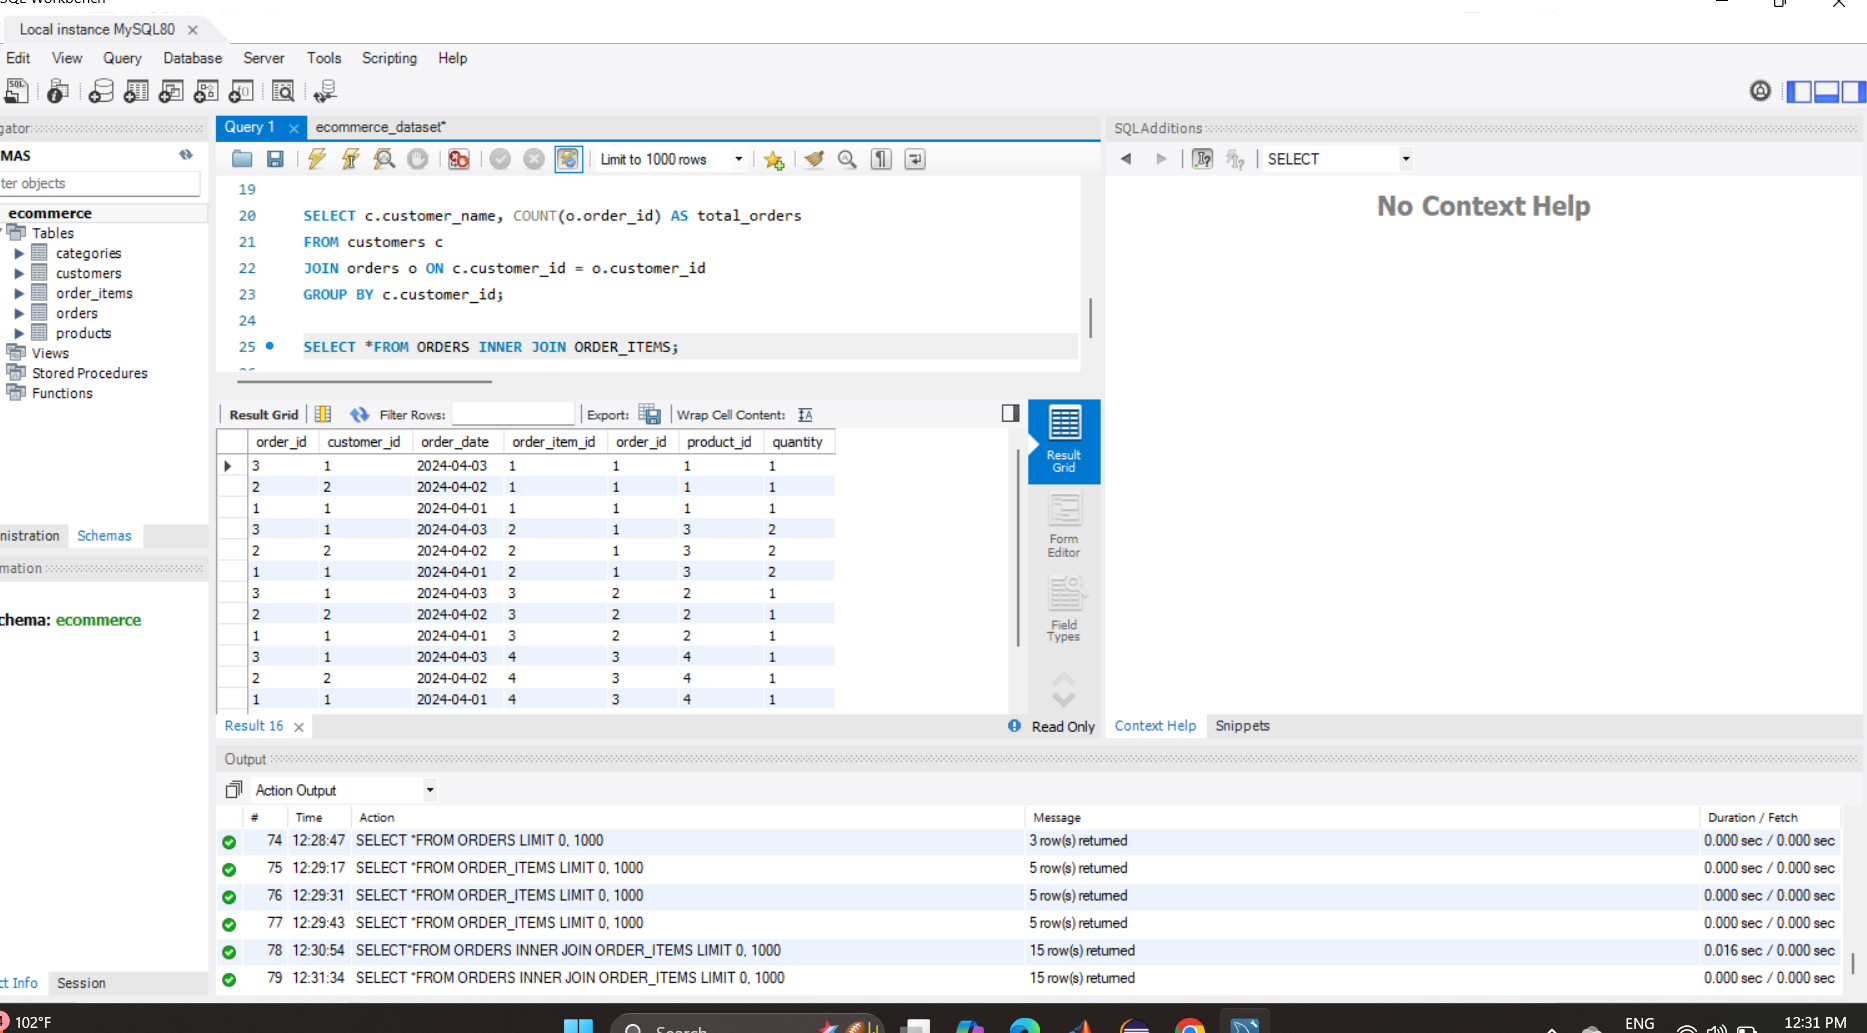 SQL Workbench
Local instance MySQL80
Edit View Query Database Server Tools Scripting Help
gator
MAS
ter objects
ecommerce
Tables
categories
customers
order_items
orders
products
Views
Stored Procedures
Functions
nistration Schemas
mation
chema: ecommerce
ct Info Session
Query 1 ecommerce_dataset*
Limit to 1000 rows
19
20 SELECT c.customer_name, COUNT(o.order_id) AS total_orders
21 FROM customers c
22 JOIN orders o ON c.customer_id = o.customer_id
23 GROUP BY c.customer_id;
24
25 SELECT *FROM ORDERS INNER JOIN ORDER_ITEMS;
Result Grid Filter Rows: Export: Wrap Cell Content:
order_id customer_id order_date order_item_id order_id product_id quantity
3 1 2024-04-03 1 1 1 1
2 2 2024-04-02 1 1 1 1
1 1 2024-04-01 1 1 1 1
3 1 2024-04-03 2 1 3 2
2 2 2024-04-02 2 1 3 2
1 1 2024-04-01 2 1 3 2
3 1 2024-04-03 3 2 2 1
2 2 2024-04-02 3 2 2 1
1 1 2024-04-01 3 2 2 1
3 1 2024-04-03 4 3 4 1
2 2 2024-04-02 4 3 4 1
1 1 2024-04-01 4 3 4 1
Result
Grid
Form
Editor
Field
Types
Result 16 Read Only
SQLAdditions
SELECT
No Context Help
Context Help Snippets
Output
Action Output
# Time Action Message Duration / Fetch
74 12:28:47 SELECT *FROM ORDERS LIMIT 0, 1000 3 row(s) returned 0.000 sec / 0.000 sec
75 12:29:17 SELECT *FROM ORDER_ITEMS LIMIT 0, 1000 5 row(s) returned 0.000 sec / 0.000 sec
76 12:29:31 SELECT *FROM ORDER_ITEMS LIMIT 0, 1000 5 row(s) returned 0.000 sec / 0.000 sec
77 12:29:43 SELECT *FROM ORDER_ITEMS LIMIT 0, 1000 5 row(s) returned 0.000 sec / 0.000 sec
78 12:30:54 SELECT*FROM ORDERS INNER JOIN ORDER_ITEMS LIMIT 0, 1000 15 row(s) returned 0.016 sec / 0.000 sec
79 12:31:34 SELECT *FROM ORDERS INNER JOIN ORDER_ITEMS LIMIT 0, 1000 15 row(s) returned 0.000 sec / 0.000 sec
102°F
Search
ENG
12:31 PM